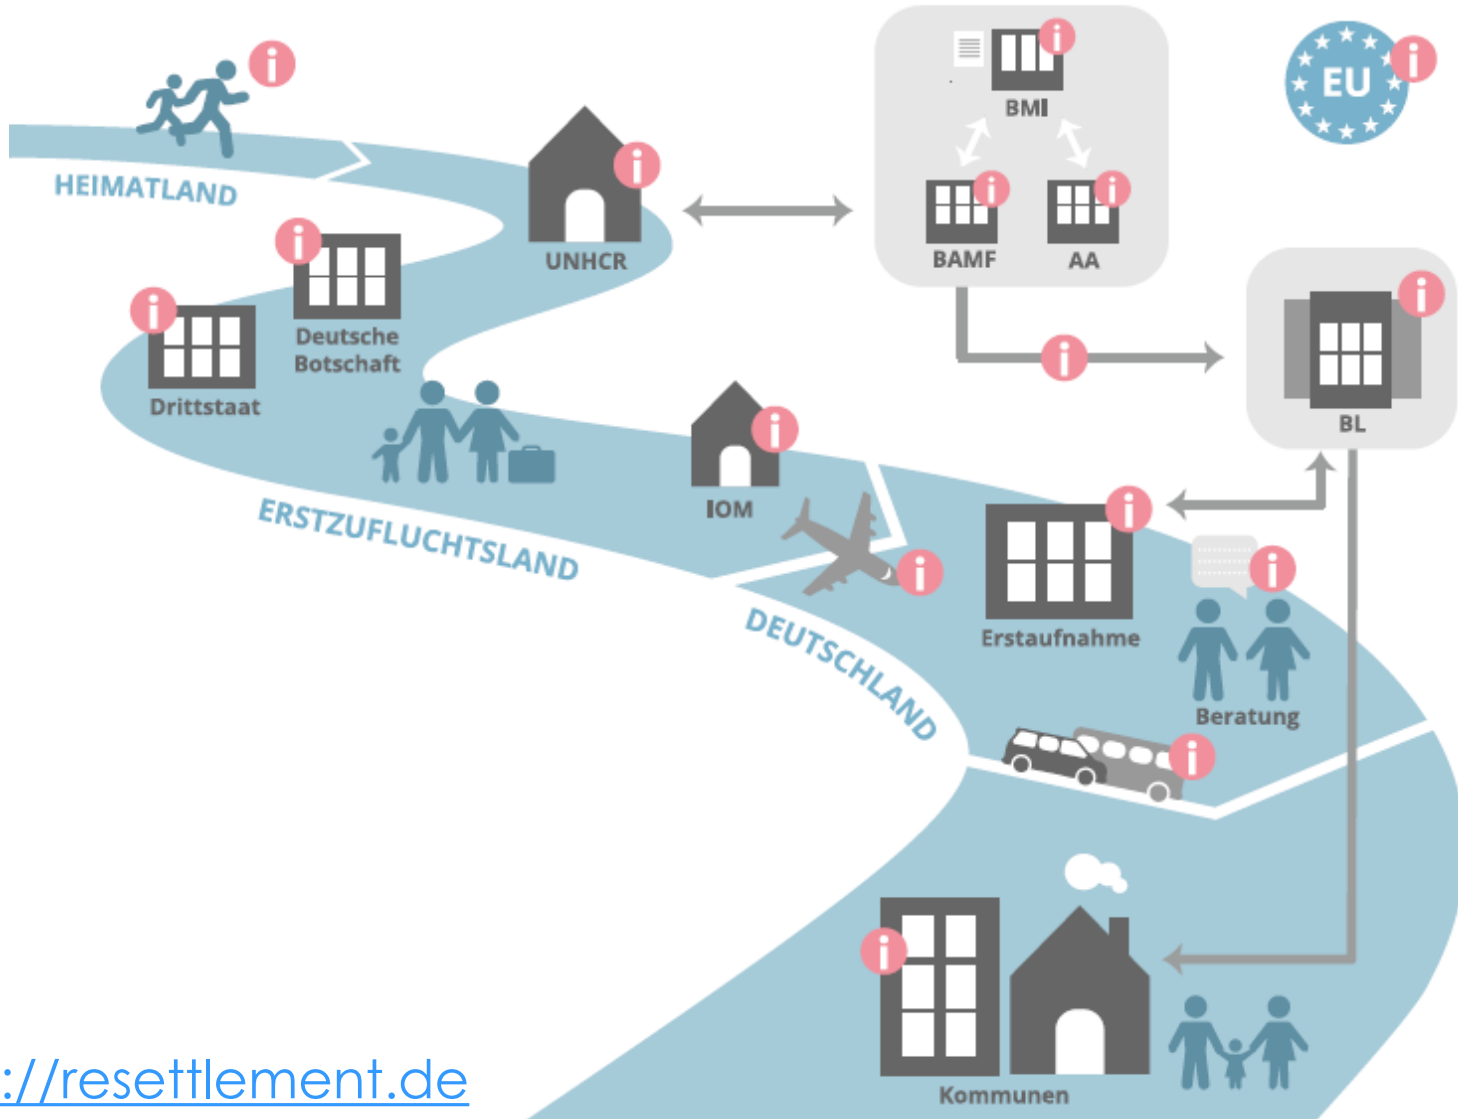 BMI
EU
HEIMATLAND
UNHCR
BAMF
AA
Deutsche
Botschaft
Drittstaat
BL
ERSTZUFLUCHTSLAND
IOM
DEUTSCHLAND
Erstaufnahme
Beratung
Kommunen
://resettlement.de